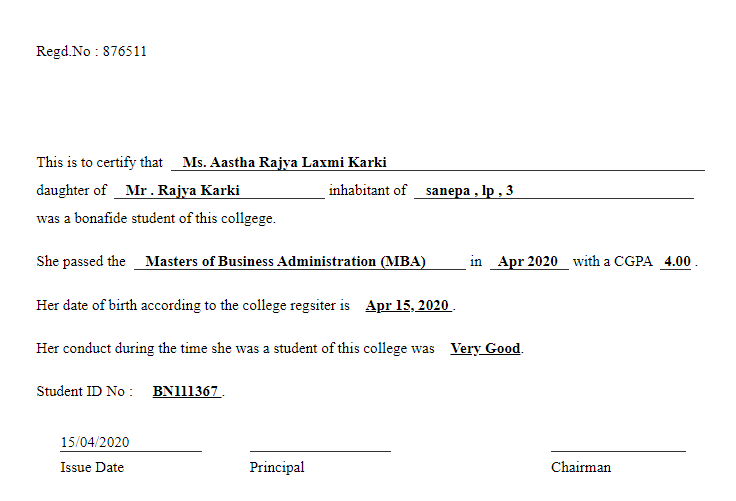 Regd.No : 876511
This is to certify that Ms. Aastha Rajya Laxmi Karki
daughter of Mr . Rajya Karki inhabitant of sanepa , lp , 3
was a bonafide student of this collgege.
She passed the Masters of Business Administration (MBA) in Apr 2020 with a CGPA 4.00 .
Her date of birth according to the college regsiter is Apr 15, 2020 .
Her conduct during the time she was a student of this college was Very Good.
Student ID No : BN111367 .
15/04/2020
Issue Date Principal Chairman